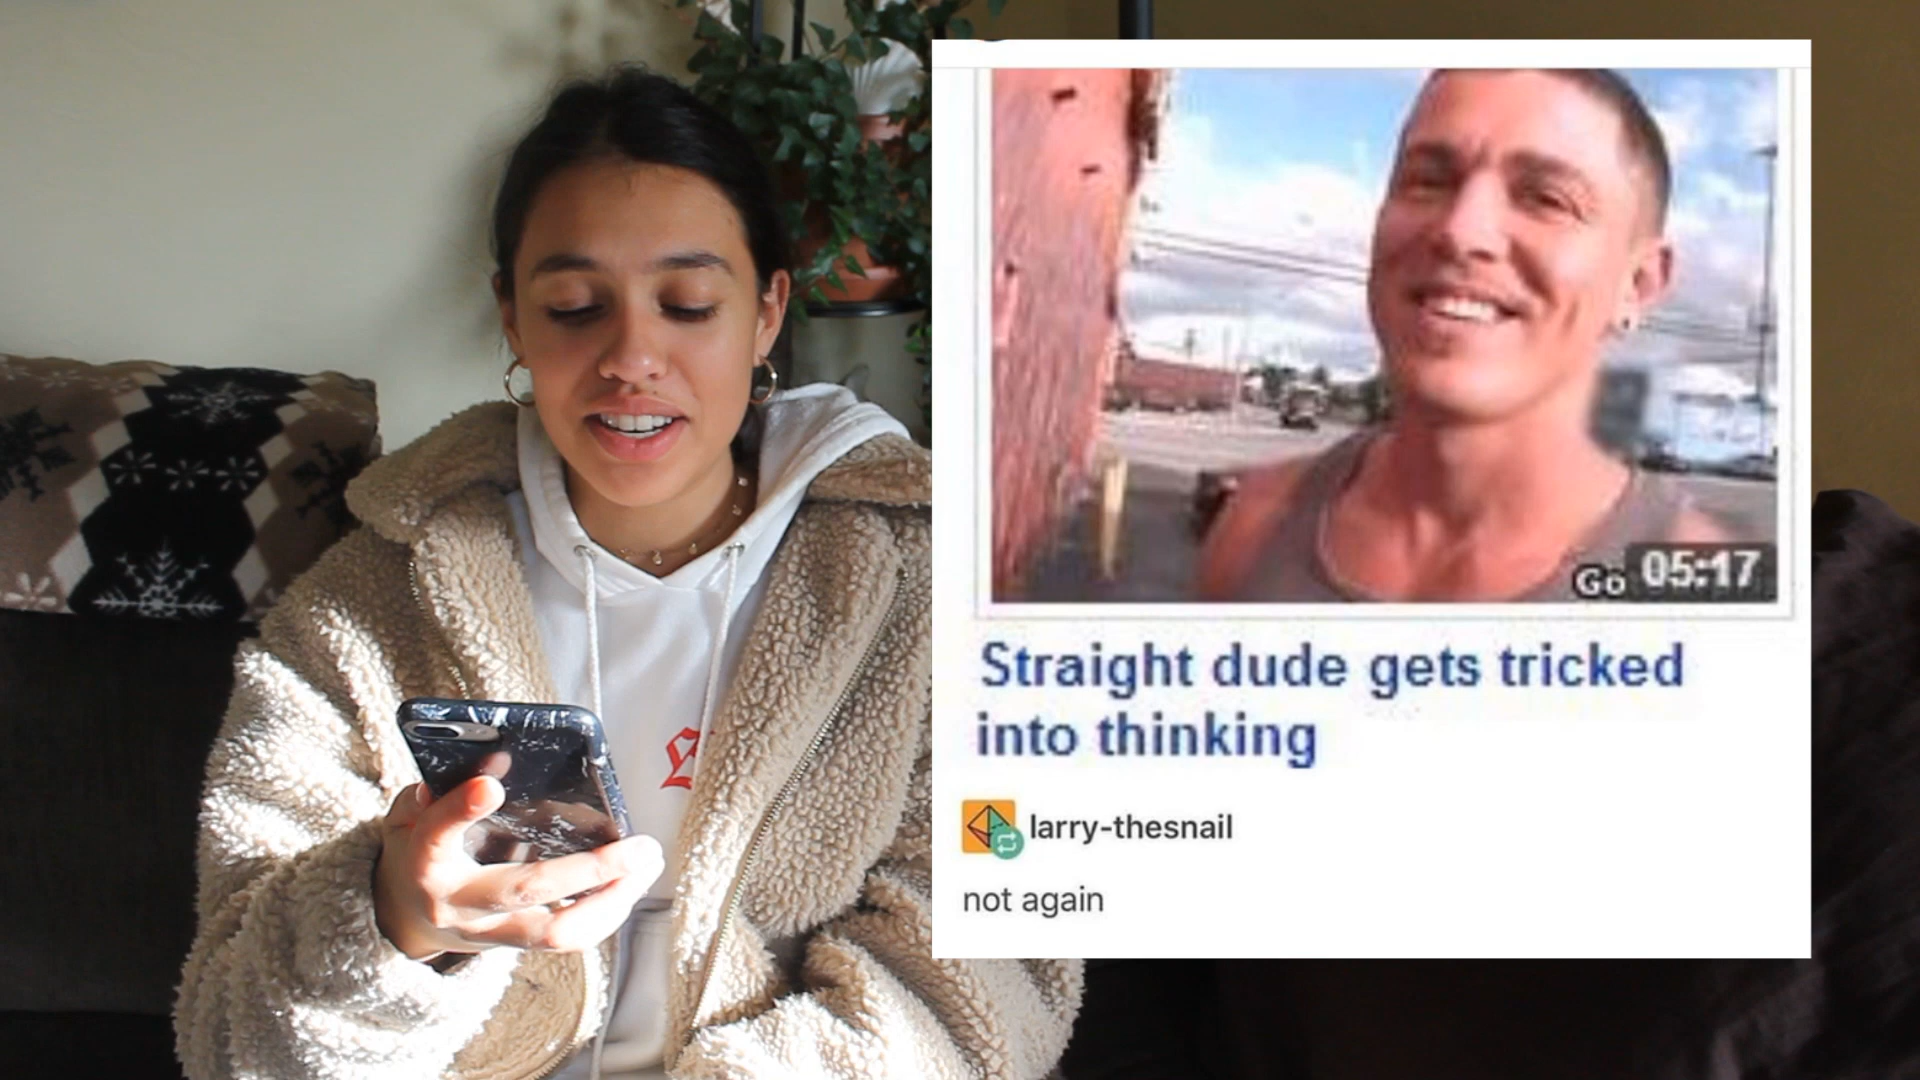 Go 05:17
Straight dude gets tricked
into thinking
larry-thesnail
not again